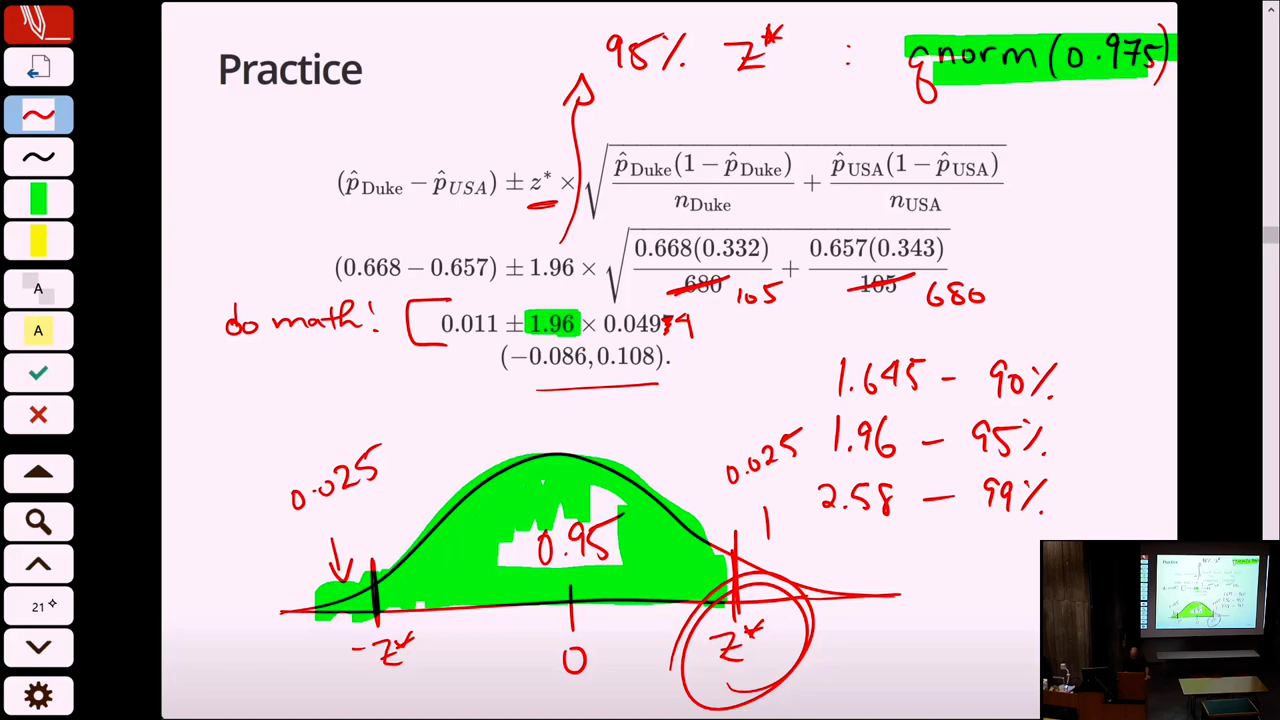 95% z* : qnorm(0.975)
Practice
(p̂Duke − p̂USA) ± z* × √( p̂Duke(1 − p̂Duke) / nDuke + p̂USA(1 − p̂USA) / nUSA )
(0.668 − 0.657) ± 1.96 × √( 0.668(0.332) / 680 + 0.657(0.343) / 105 )
105 680
do math! [ 0.011 ± 1.96 × 0.0497 4
(−0.086, 0.108).
1.645 - 90%
1.96 - 95%
2.58 - 99%
0.025 0.95 0.025
-z* 0 z*
A
A
21